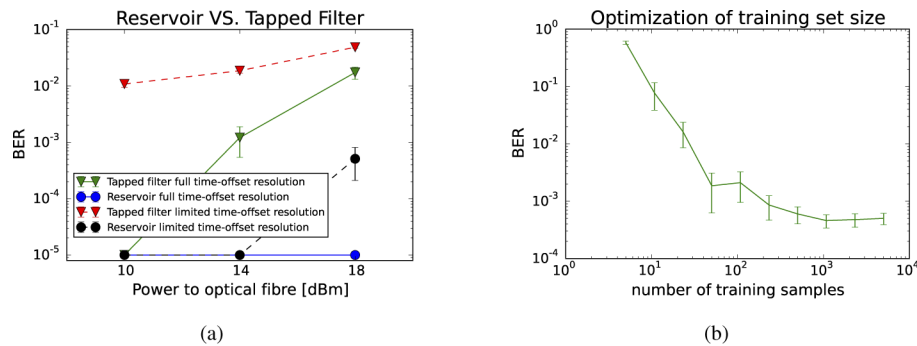 Reservoir VS. Tapped Filter
10^-1
10^-2
10^-3
10^-4
10^-5
BER
Tapped filter full time-offset resolution
Reservoir full time-offset resolution
Tapped filter limited time-offset resolution
Reservoir limited time-offset resolution
10 14 18
Power to optical fibre [dBm]
(a)
Optimization of training set size
10^0
10^-1
10^-2
10^-3
10^-4
BER
10^0 10^1 10^2 10^3 10^4
number of training samples
(b)